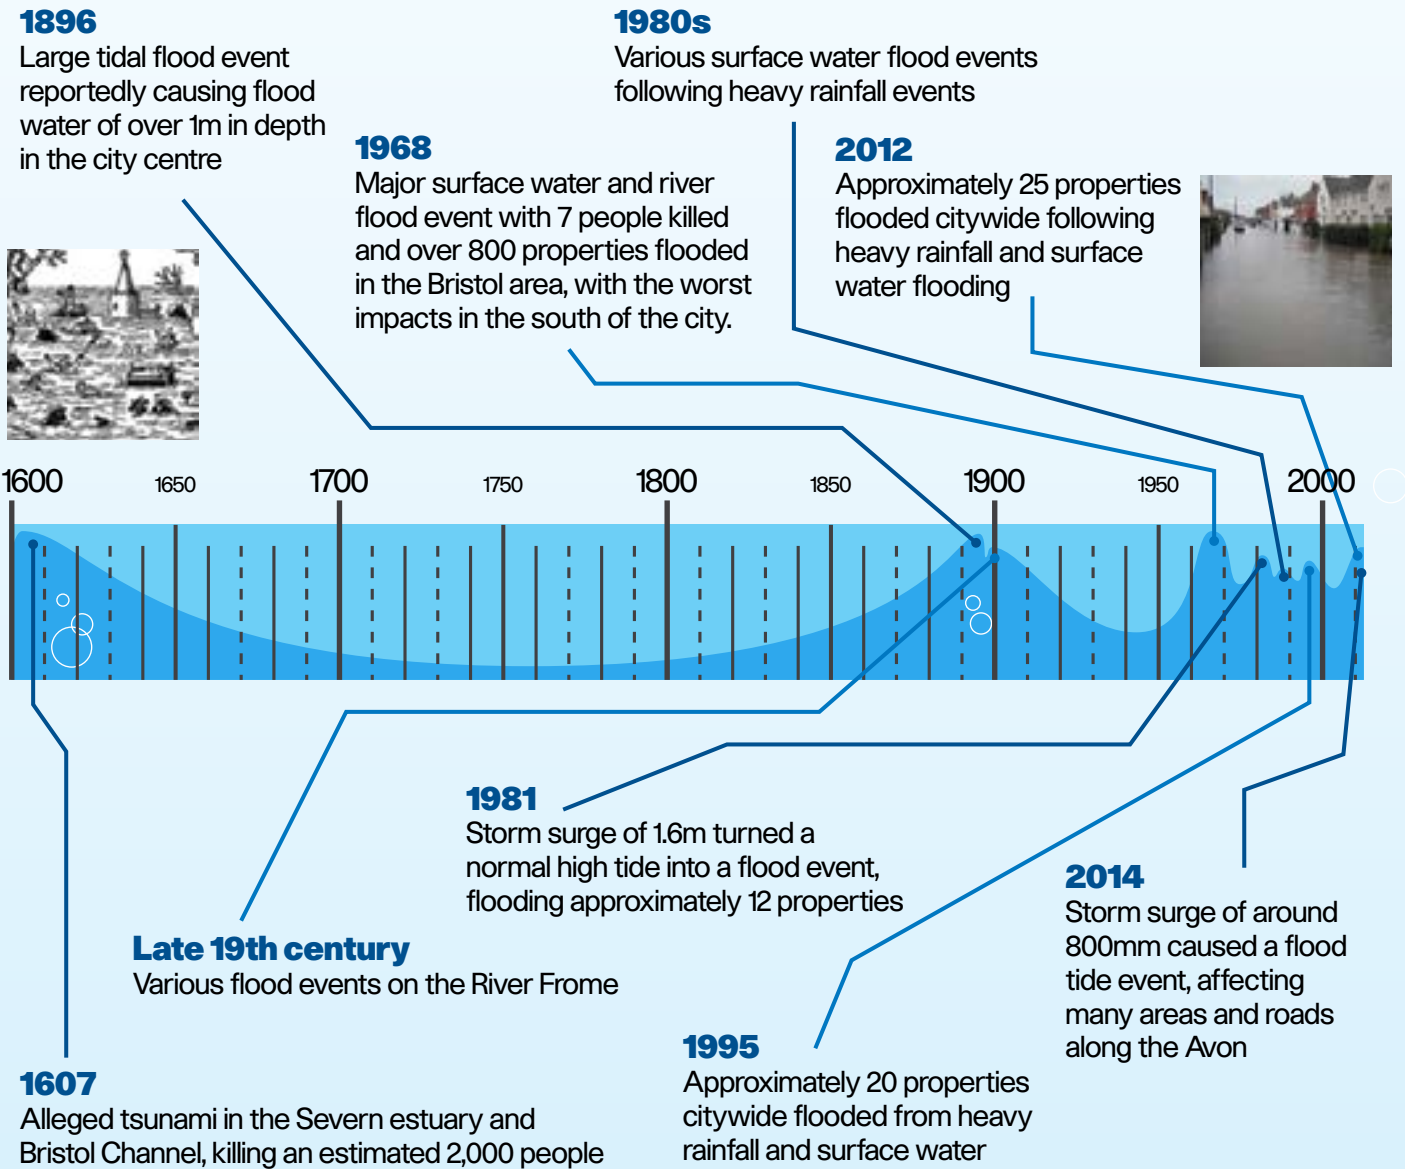 1896
Large tidal flood event
reportedly causing flood
water of over 1m in depth
in the city centre
1968
Major surface water and river
flood event with 7 people killed
and over 800 properties flooded
in the Bristol area, with the worst
impacts in the south of the city.
1980s
Various surface water flood events
following heavy rainfall events
2012
Approximately 25 properties
flooded citywide following
heavy rainfall and surface
water flooding
1600 1650 1700 1750 1800 1850 1900 1950 2000
1981
Storm surge of 1.6m turned a
normal high tide into a flood event,
flooding approximately 12 properties
Late 19th century
Various flood events on the River Frome
1607
Alleged tsunami in the Severn estuary and
Bristol Channel, killing an estimated 2,000 people
1995
Approximately 20 properties
citywide flooded from heavy
rainfall and surface water
2014
Storm surge of around
800mm caused a flood
tide event, affecting
many areas and roads
along the Avon